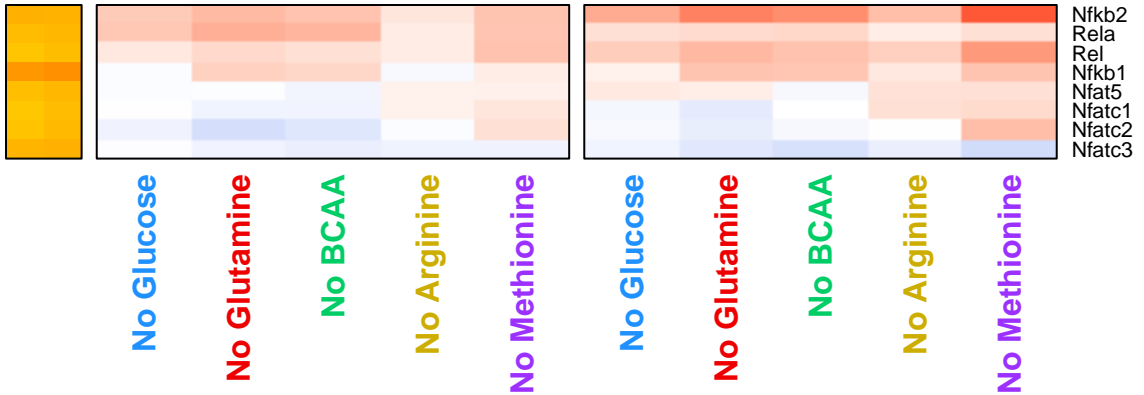 Nfkb2
Rela
Rel
Nfkb1
Nfat5
Nfatc1
Nfatc2
Nfatc3
No Glucose
No Glutamine
No BCAA
No Arginine
No Methionine
No Glucose
No Glutamine
No BCAA
No Arginine
No Methionine